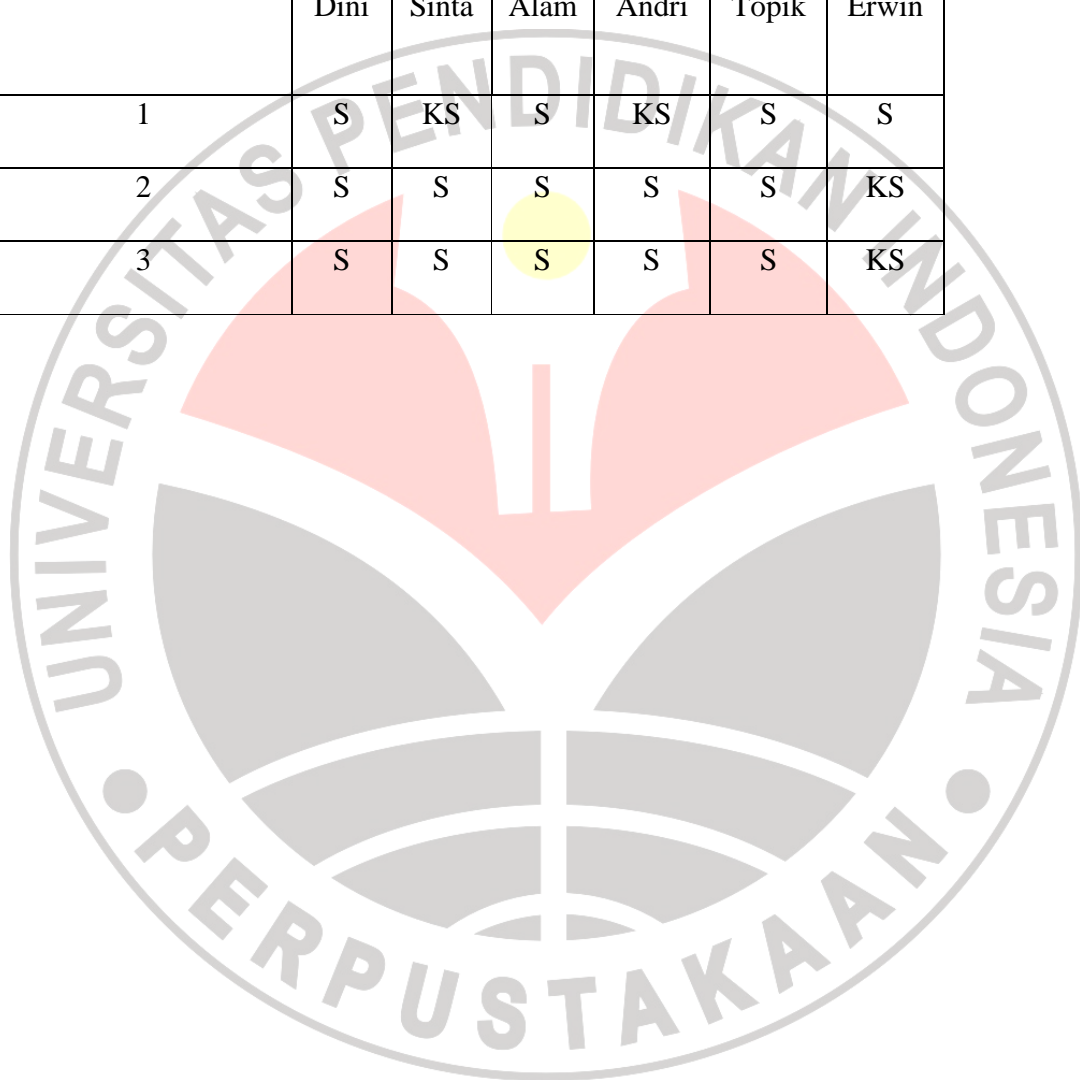 Dini Sinta Alam Andri Topik Erwin
1 S KS S KS S S
2 S S S S S KS
3 S S S S S KS
UNIVERSITAS PENDIDIKAN INDONESIA
PERPUSTAKAAN